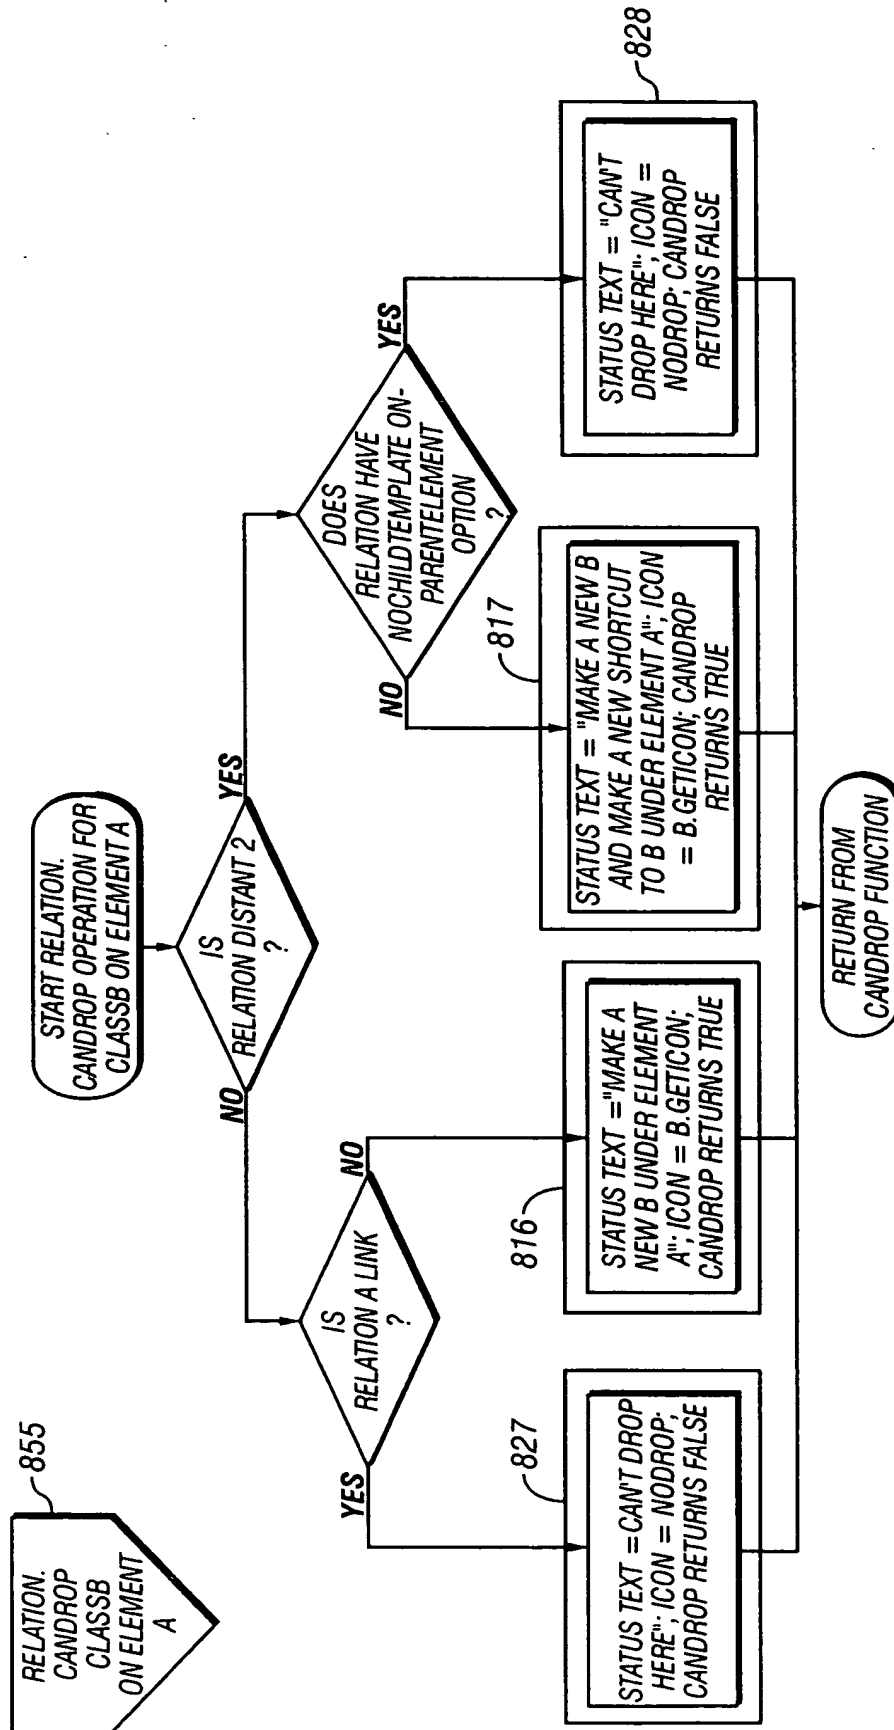 RELATION.
CANDROP
CLASSB
ON ELEMENT
A
855
START RELATION.
CANDROP OPERATION FOR
CLASSB ON ELEMENT A
IS
RELATION DISTANT 2
?
NO
YES
IS
RELATION A LINK
?
YES
NO
DOES
RELATION HAVE
NOCHILDTEMPLATE ON-
PARENTELEMENT
OPTION
?
NO
YES
827
STATUS TEXT =CAN'T DROP
HERE"; ICON = NODROP;
CANDROP RETURNS FALSE
816
STATUS TEXT ="MAKE A
NEW B UNDER ELEMENT
A"; ICON = B.GETICON;
CANDROP RETURNS TRUE
817
STATUS TEXT = "MAKE A NEW B
AND MAKE A NEW SHORTCUT
TO B UNDER ELEMENT A"; ICON
= B.GETICON; CANDROP
RETURNS TRUE
828
STATUS TEXT = "CAN'T
DROP HERE"; ICON =
NODROP; CANDROP
RETURNS FALSE
RETURN FROM
CANDROP FUNCTION